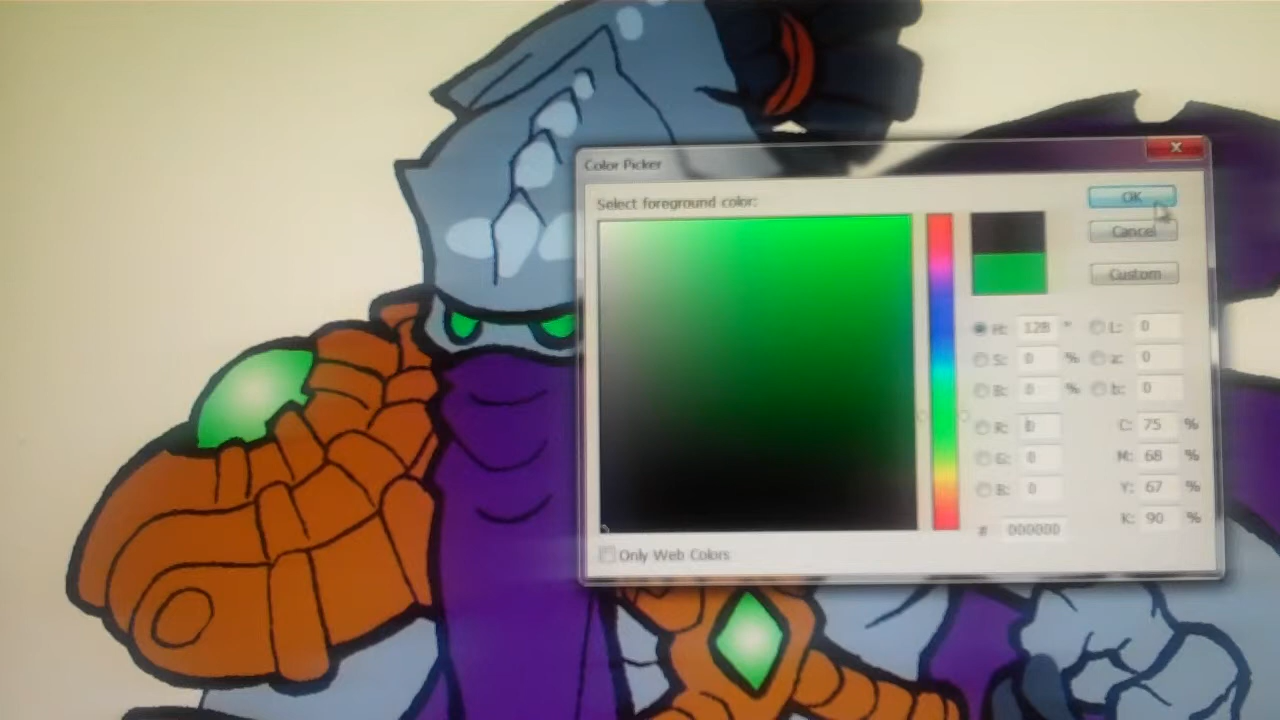 Color Picker
X
Select foreground color:
OK
Cancel
Custom
H: 128 ° L: 0
S: 0 % a: 0
B: 0 % b: 0
R: 0 C: 75 %
G: 0 M: 68 %
B: 0 Y: 67 %
# 000000 K: 90 %
Only Web Colors